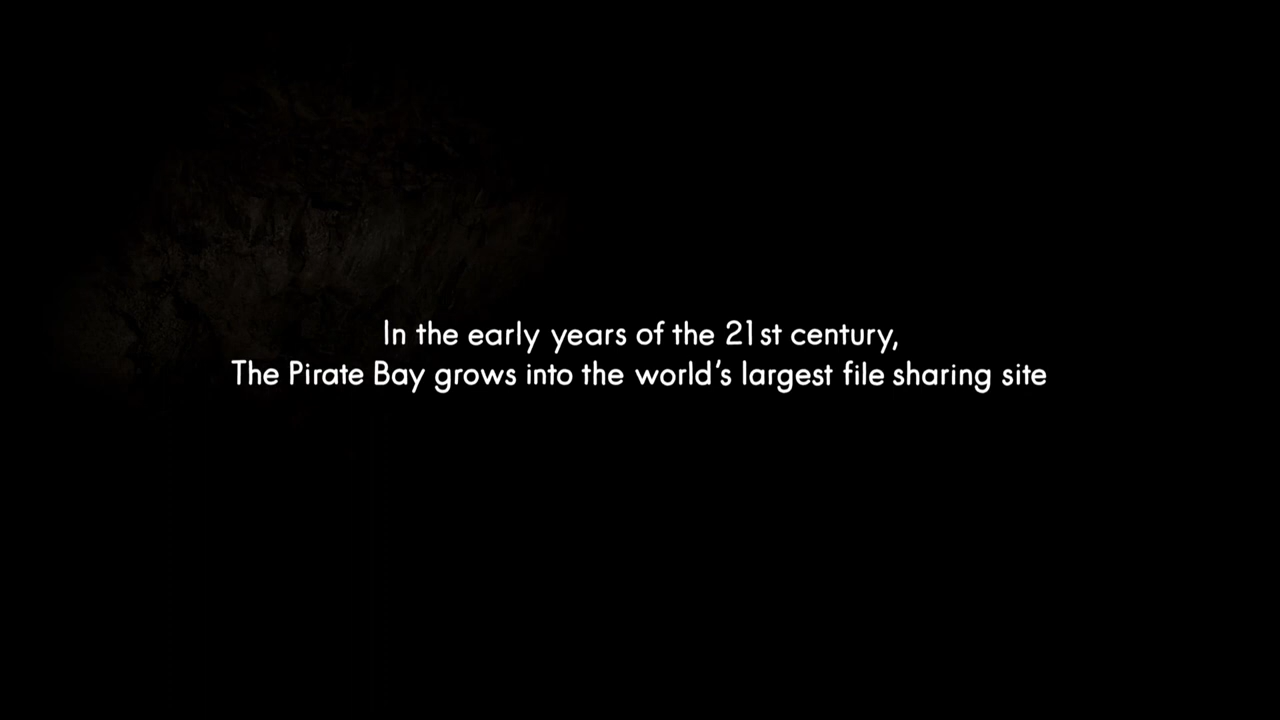 In the early years of the 21st century,
The Pirate Bay grows into the world's largest file sharing site